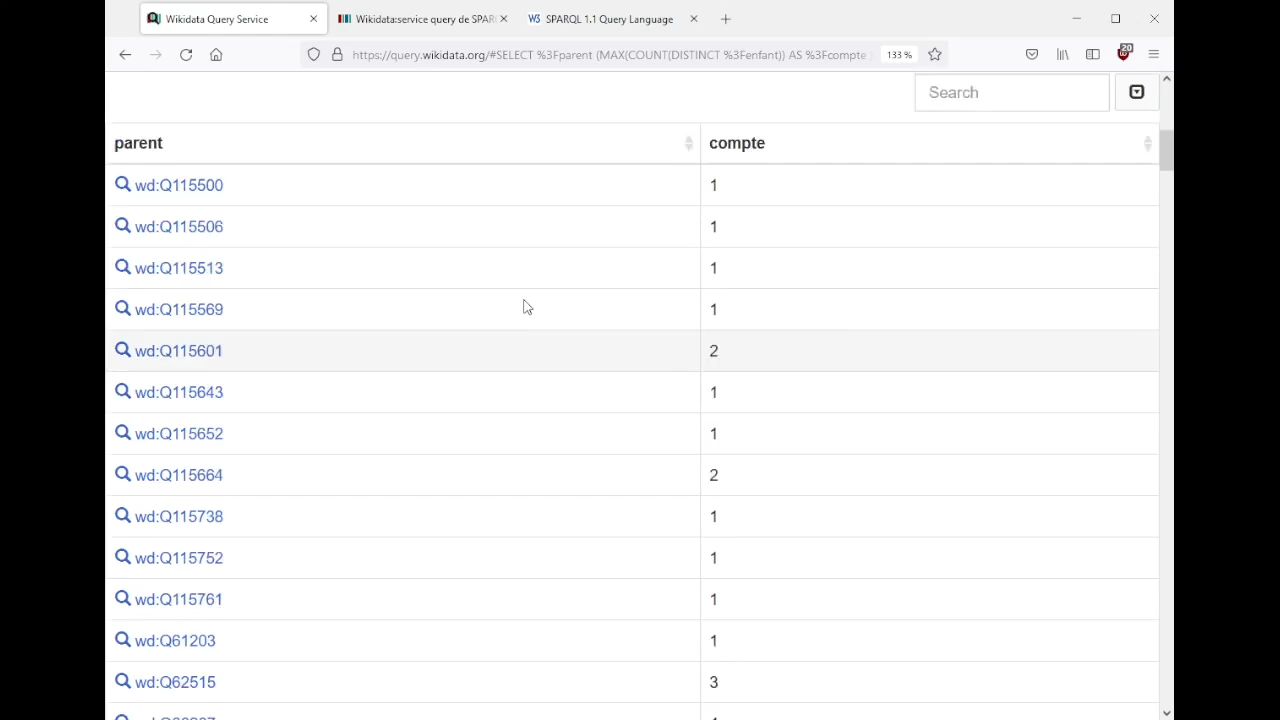 Wikidata Query Service
Wikidata:service query de SPAR
SPARQL 1.1 Query Language
https://query.wikidata.org/#SELECT %3Fparent (MAX(COUNT(DISTINCT %3Fenfant)) AS %3Fcompte
133 %
20
Search
parent compte
wd:Q115500 1
wd:Q115506 1
wd:Q115513 1
wd:Q115569 1
wd:Q115601 2
wd:Q115643 1
wd:Q115652 1
wd:Q115664 2
wd:Q115738 1
wd:Q115752 1
wd:Q115761 1
wd:Q61203 1
wd:Q62515 3